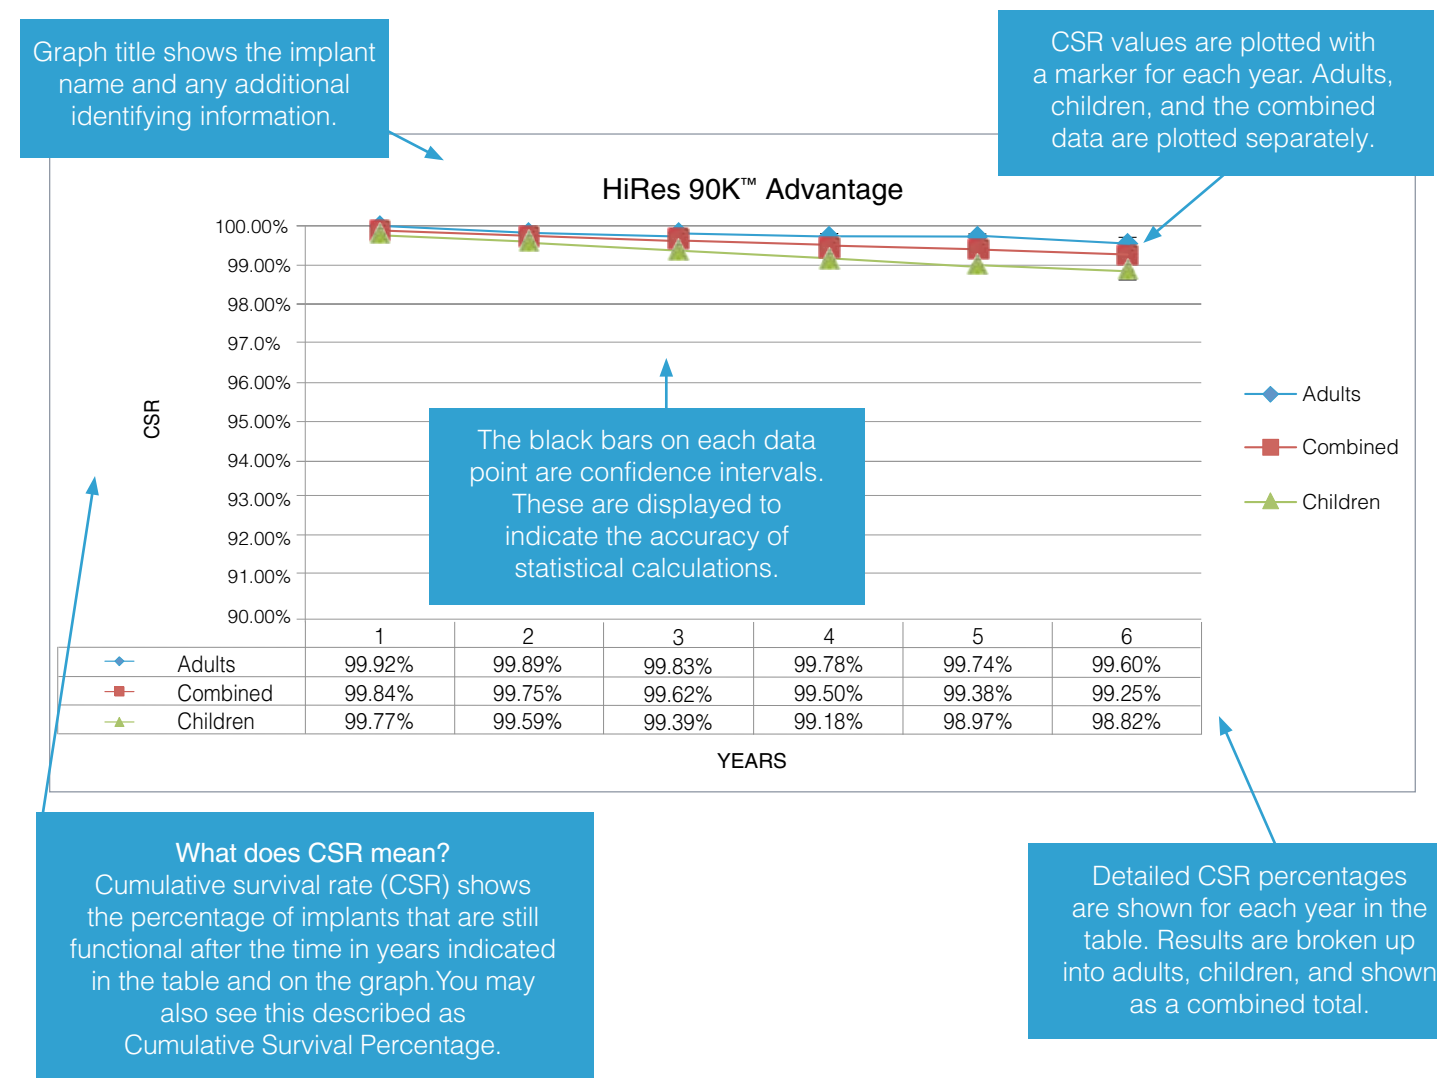 Graph title shows the implant
name and any additional
identifying information.
CSR values are plotted with
a marker for each year. Adults,
children, and the combined
data are plotted separately.
HiRes 90K™ Advantage
100.00%
99.00%
98.00%
97.0%
96.00%
95.00%
94.00%
93.00%
92.00%
91.00%
90.00%
CSR
The black bars on each data
point are confidence intervals.
These are displayed to
indicate the accuracy of
statistical calculations.
Adults
Combined
Children
1 2 3 4 5 6
Adults 99.92% 99.89% 99.83% 99.78% 99.74% 99.60%
Combined 99.84% 99.75% 99.62% 99.50% 99.38% 99.25%
Children 99.77% 99.59% 99.39% 99.18% 98.97% 98.82%
YEARS
What does CSR mean?
Cumulative survival rate (CSR) shows
the percentage of implants that are still
functional after the time in years indicated
in the table and on the graph.You may
also see this described as
Cumulative Survival Percentage.
Detailed CSR percentages
are shown for each year in the
table. Results are broken up
into adults, children, and shown
as a combined total.